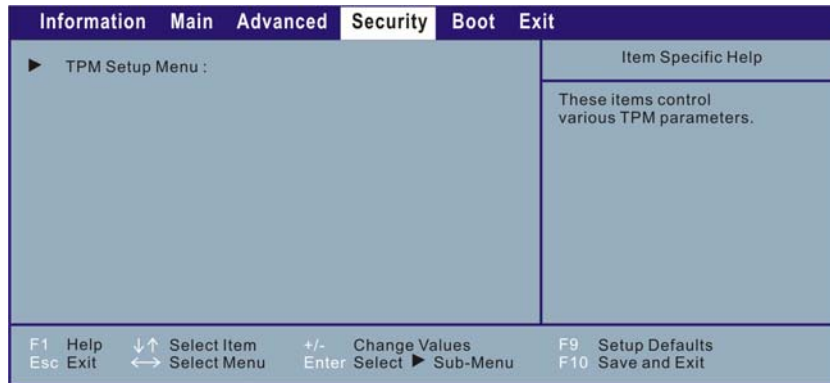 Information Main Advanced Security Boot Exit
▶ TPM Setup Menu :
Item Specific Help
These items control
various TPM parameters.
F1 Help ↓↑ Select Item +/- Change Values F9 Setup Defaults
Esc Exit ↔ Select Menu Enter Select ▶ Sub-Menu F10 Save and Exit